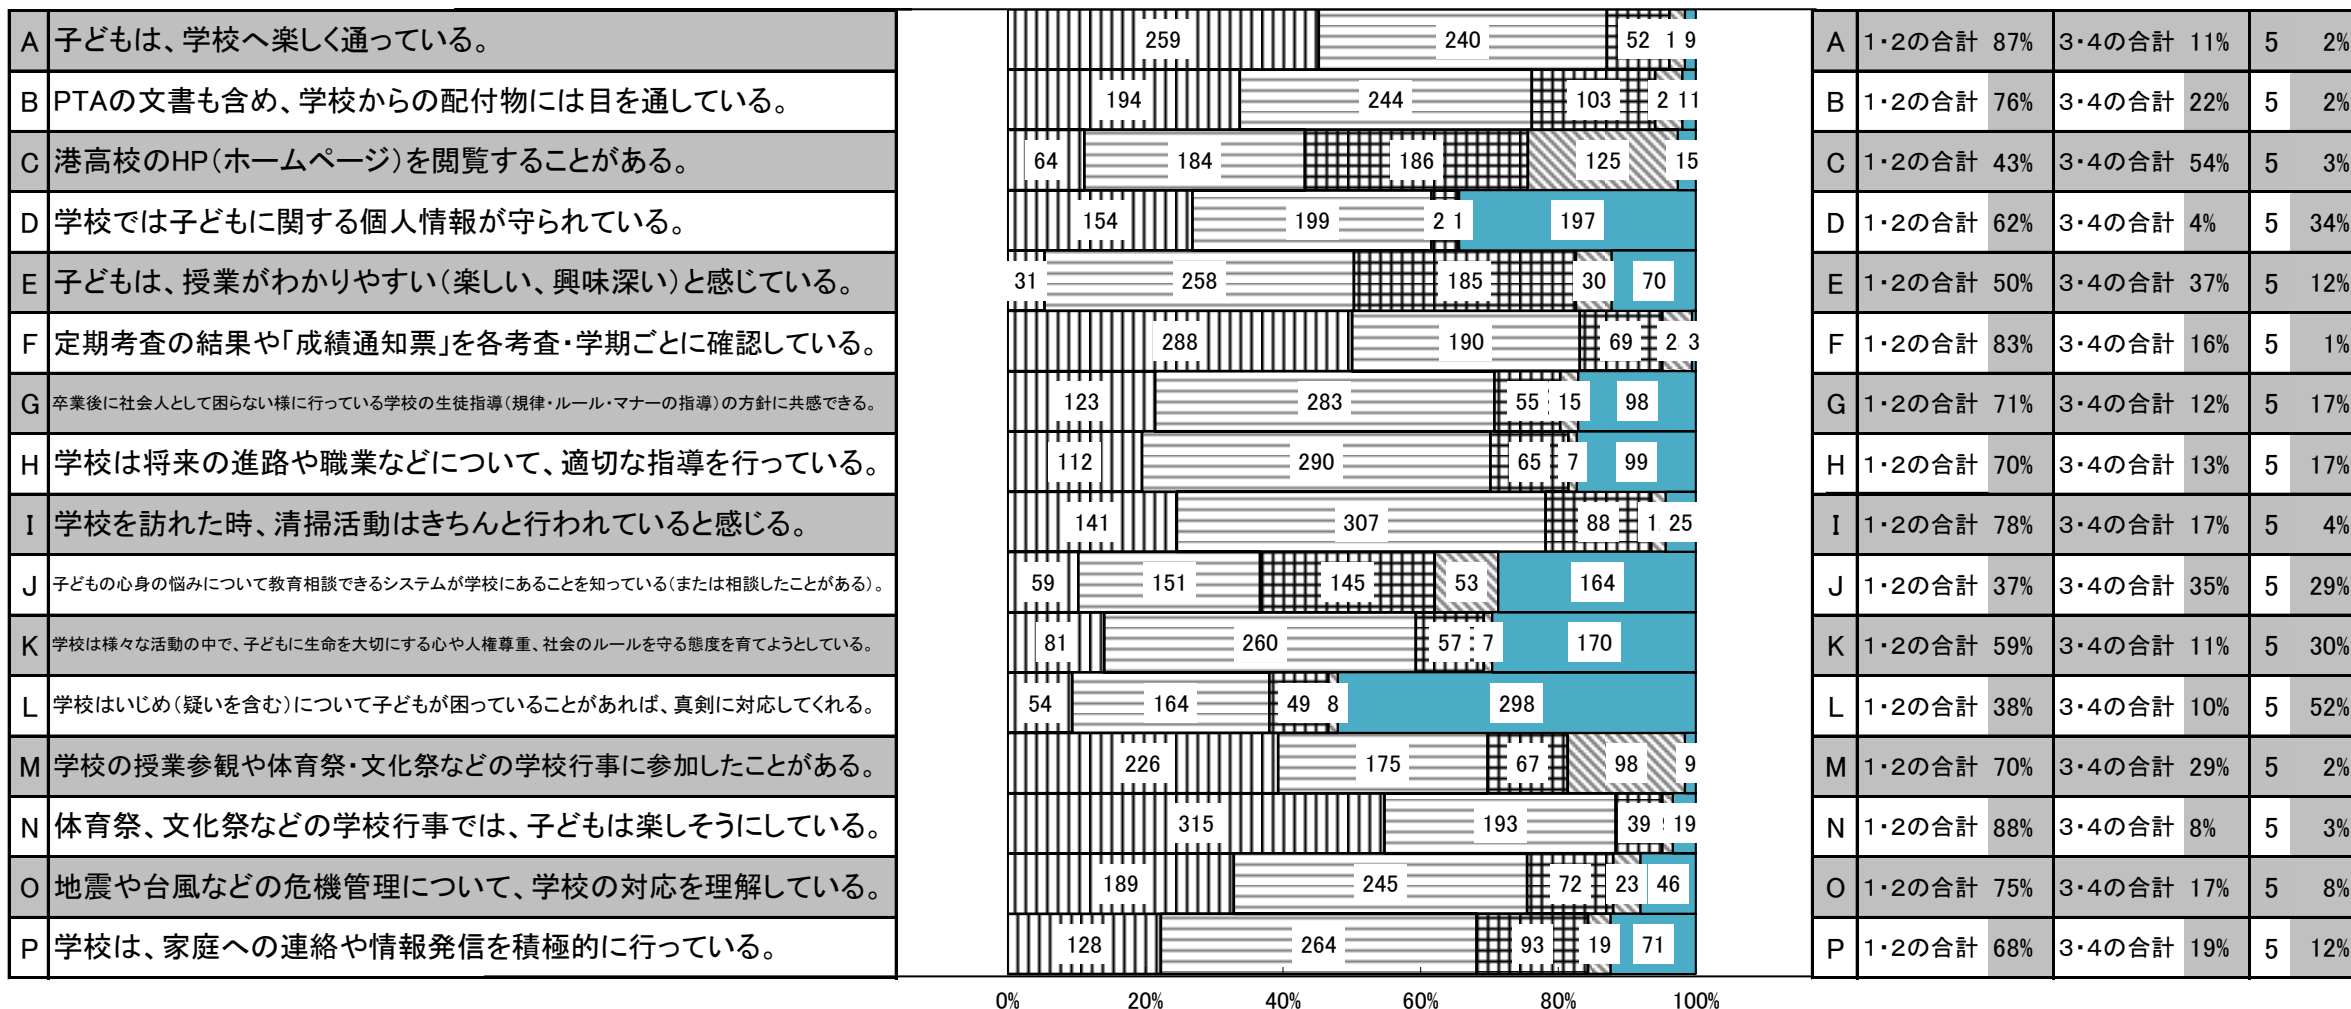 A 子どもは、学校へ楽しく通っている。 259 240 52 9 A 1・2の合計 87% 3・4の合計 11% 5 2%
B PTAの文書も含め、学校からの配付物には目を通している。 194 244 103 11 B 1・2の合計 76% 3・4の合計 22% 5 2%
C 港高校のHP(ホームページ)を閲覧することがある。 64 184 186 125 15 C 1・2の合計 43% 3・4の合計 54% 5 3%
D 学校では子どもに関する個人情報が守られている。 154 199 2 1 197 D 1・2の合計 62% 3・4の合計 4% 5 34%
E 子どもは、授業がわかりやすい(楽しい、興味深い)と感じている。 31 258 185 30 70 E 1・2の合計 50% 3・4の合計 37% 5 12%
F 定期考査の結果や「成績通知票」を各考査・学期ごとに確認している。 288 190 69 2 3 F 1・2の合計 83% 3・4の合計 16% 5 1%
G 卒業後に社会人として困らない様に行っている学校の生徒指導(規律・ルール・マナーの指導)の方針に共感できる。 123 283 55 15 98 G 1・2の合計 71% 3・4の合計 12% 5 17%
H 学校は将来の進路や職業などについて、適切な指導を行っている。 112 290 65 7 99 H 1・2の合計 70% 3・4の合計 13% 5 17%
I 学校を訪れた時、清掃活動はきちんと行われていると感じる。 141 307 88 25 I 1・2の合計 78% 3・4の合計 17% 5 4%
J 子どもの心身の悩みについて教育相談できるシステムが学校にあることを知っている(または相談したことがある)。 59 151 145 53 164 J 1・2の合計 37% 3・4の合計 35% 5 29%
K 学校は様々な活動の中で、子どもに生命を大切にする心や人権尊重、社会のルールを守る態度を育てようとしている。 81 260 57 7 170 K 1・2の合計 59% 3・4の合計 11% 5 30%
L 学校はいじめ(疑いを含む)について子どもが困っていることがあれば、真剣に対応してくれる。 54 164 49 8 298 L 1・2の合計 38% 3・4の合計 10% 5 52%
M 学校の授業参観や体育祭・文化祭などの学校行事に参加したことがある。 226 175 67 98 9 M 1・2の合計 70% 3・4の合計 29% 5 2%
N 体育祭、文化祭などの学校行事では、子どもは楽しそうにしている。 315 193 39 19 N 1・2の合計 88% 3・4の合計 8% 5 3%
O 地震や台風などの危機管理について、学校の対応を理解している。 189 245 72 23 46 O 1・2の合計 75% 3・4の合計 17% 5 8%
P 学校は、家庭への連絡や情報発信を積極的に行っている。 128 264 93 19 71 P 1・2の合計 68% 3・4の合計 19% 5 12%
0% 20% 40% 60% 80% 100%